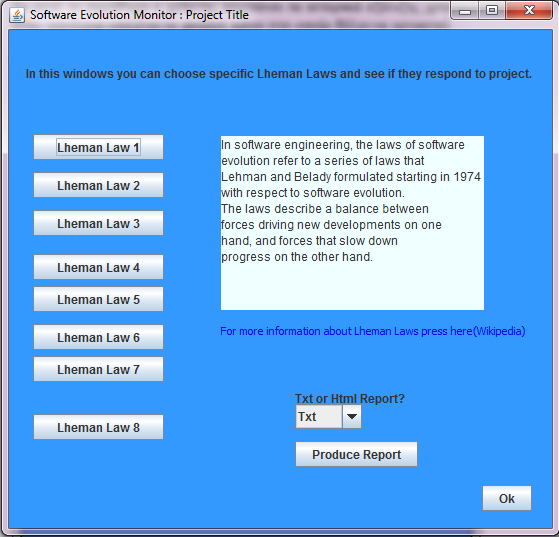 Software Evolution Monitor : Project Title
In this windows you can choose specific Lheman Laws and see if they respond to project.
Lheman Law 1
Lheman Law 2
Lheman Law 3
Lheman Law 4
Lheman Law 5
Lheman Law 6
Lheman Law 7
Lheman Law 8
In software engineering, the laws of software
evolution refer to a series of laws that
Lehman and Belady formulated starting in 1974
with respect to software evolution.
The laws describe a balance between
forces driving new developments on one
hand, and forces that slow down
progress on the other hand.
For more information about Lheman Laws press here(Wikipedia)
Txt or Html Report?
Txt
Produce Report
Ok